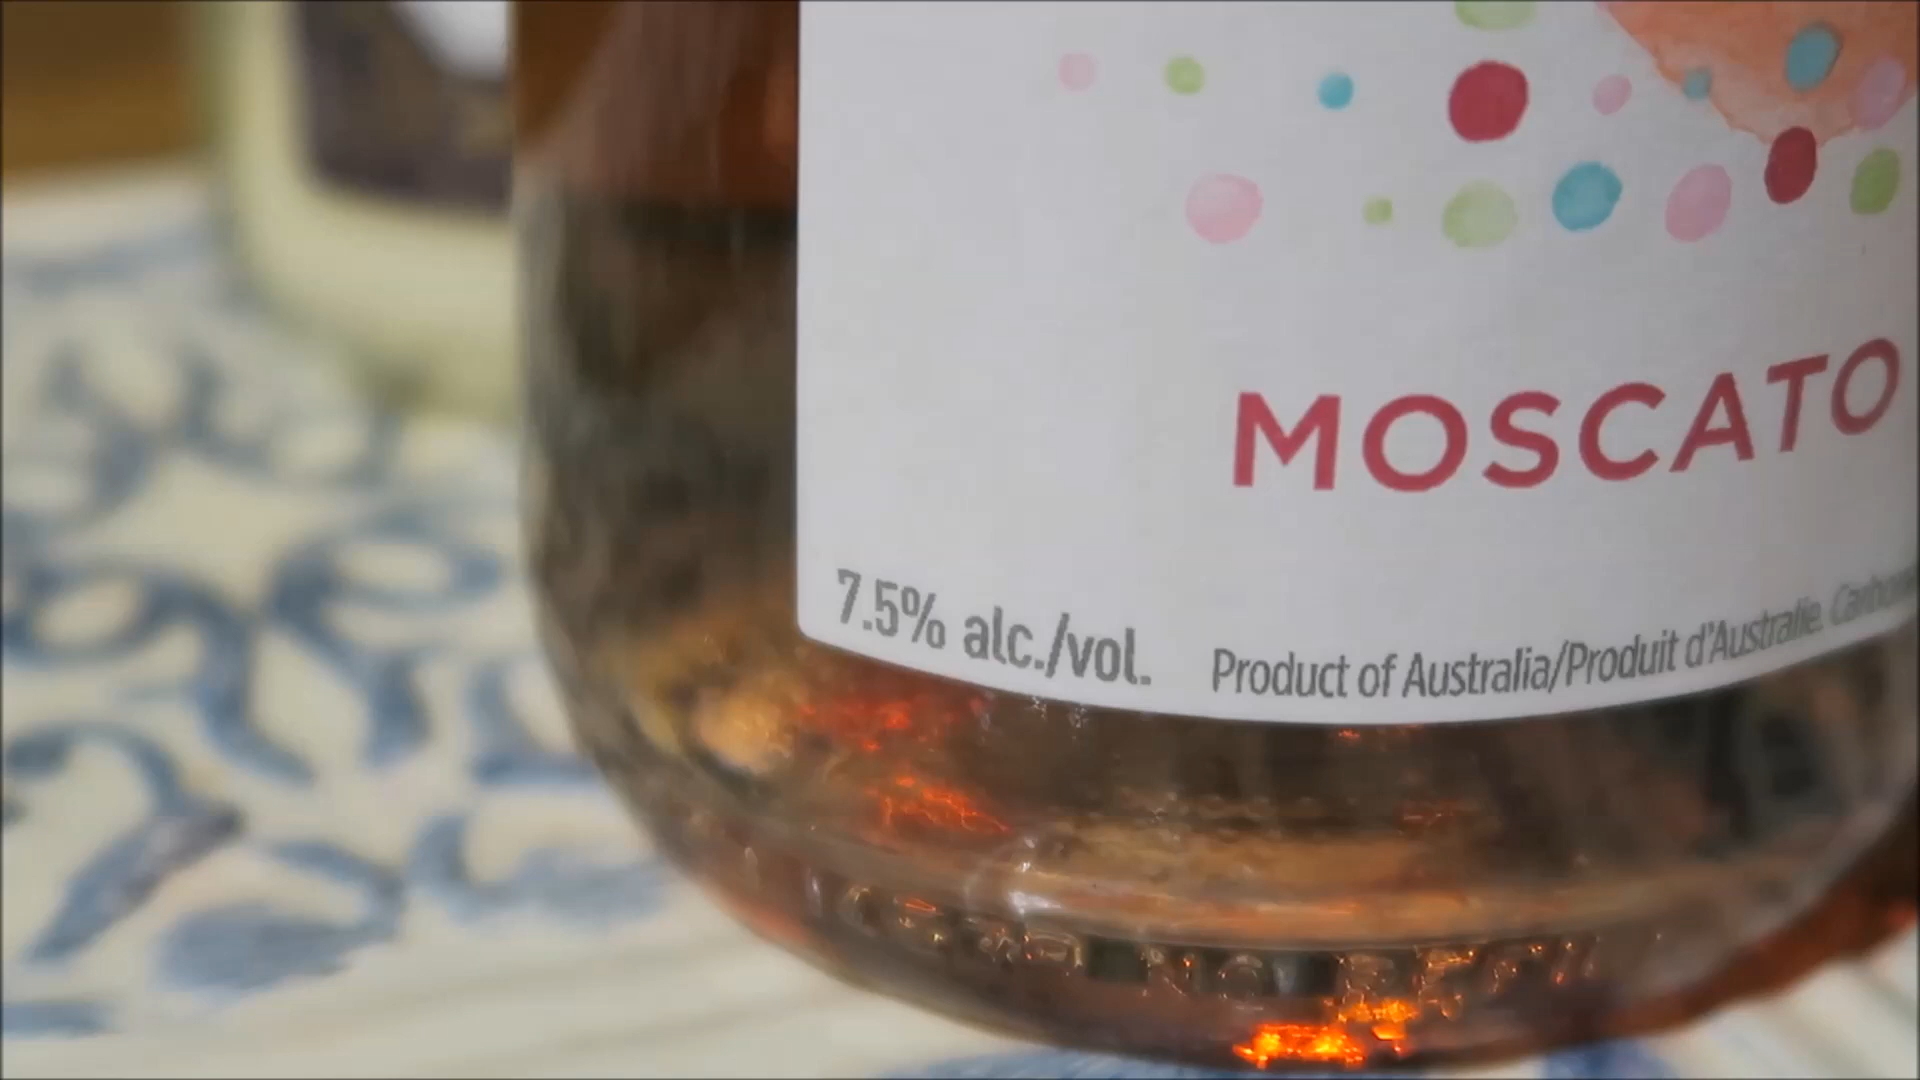 MOSCATO
7.5% alc./vol.
Product of Australia/Produit d'Australie.